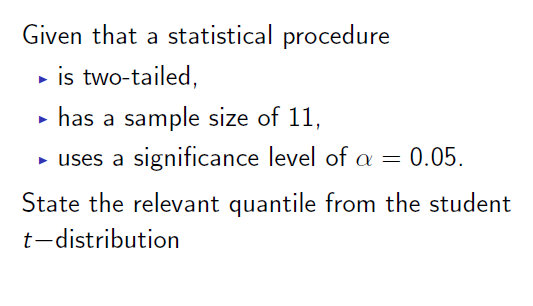 Given that a statistical procedure
▸ is two-tailed,
▸ has a sample size of 11,
▸ uses a significance level of α = 0.05.
State the relevant quantile from the student
t−distribution